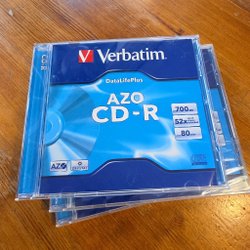 Verbatim
DataLifePlus
AZO
CD-R
700 MB
52x
80 MIN
AZO